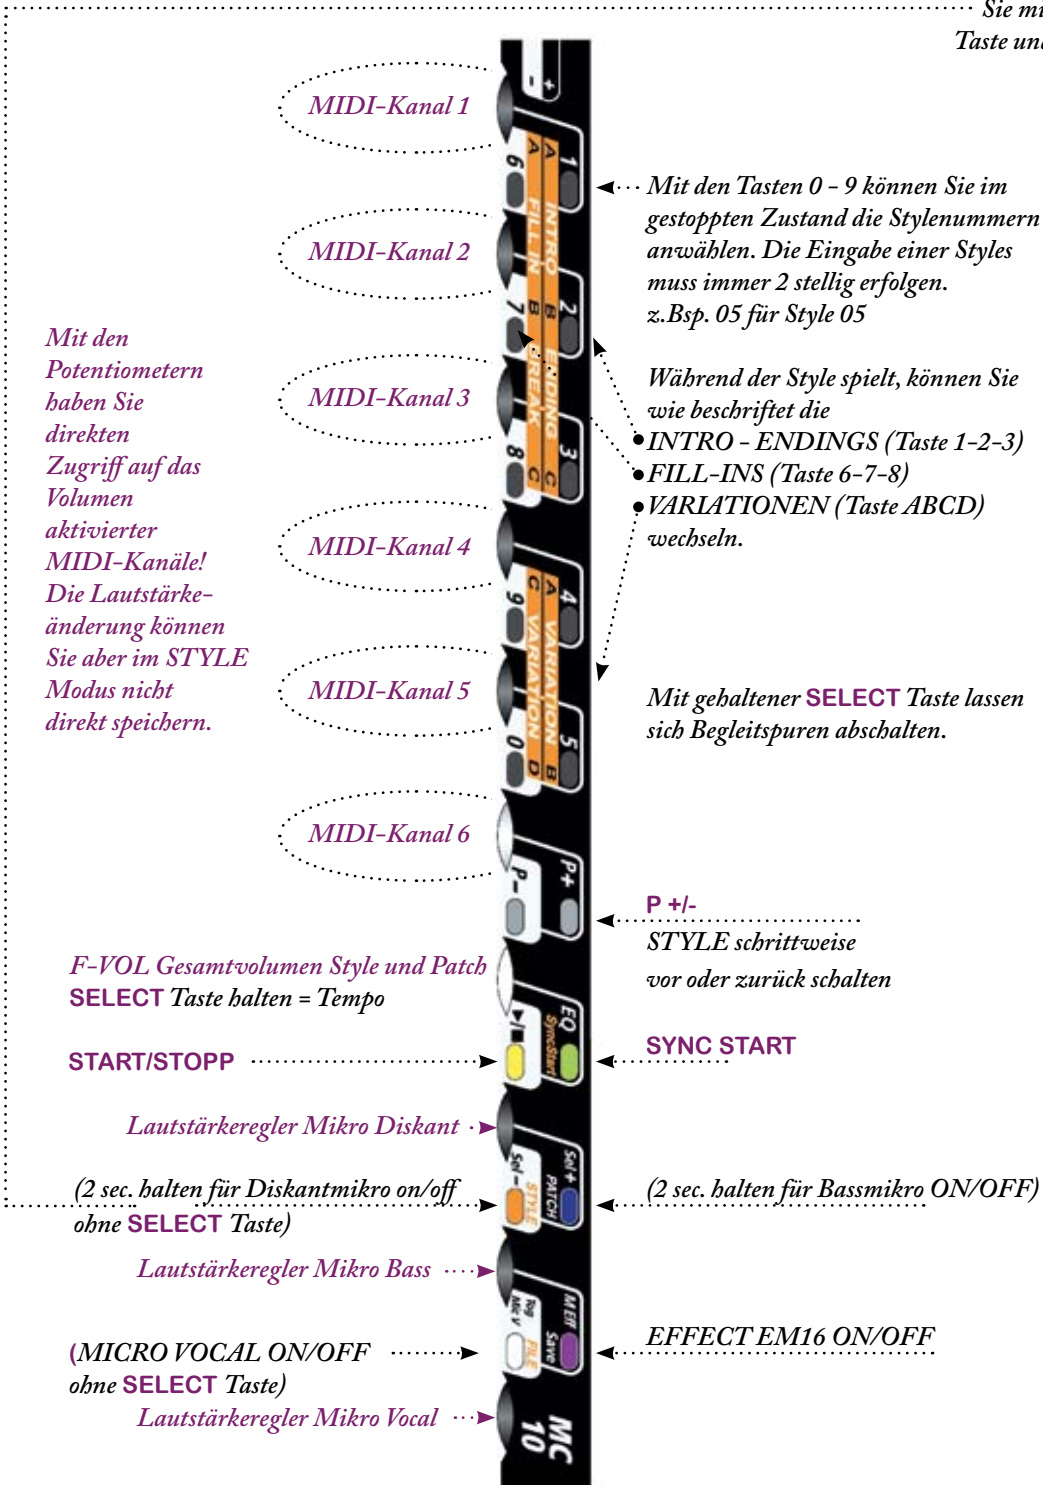 Sie mi
Taste und
MIDI-Kanal 1
MIDI-Kanal 2
MIDI-Kanal 3
MIDI-Kanal 4
MIDI-Kanal 5
MIDI-Kanal 6
Mit den
Potentiometern
haben Sie
direkten
Zugriff auf das
Volumen
aktivierter
MIDI-Kanäle!
Die Lautstärke-
änderung können
Sie aber im STYLE
Modus nicht
direkt speichern.
F-VOL Gesamtvolumen Style und Patch
SELECT Taste halten = Tempo
START/STOPP
Lautstärkeregler Mikro Diskant
(2 sec. halten für Diskantmikro on/off
ohne SELECT Taste)
Lautstärkeregler Mikro Bass
(MICRO VOCAL ON/OFF
ohne SELECT Taste)
Lautstärkeregler Mikro Vocal
+
-
1
A INTRO B ENDING C
A FILL IN B BREAK C
6
2
7
3
8
4
A VARIATION B
C VARIATION D
9
5
0
P+
P-
EQ
SyncStart
▶/■
Sel+
PATCH
STYLE
Sel-
M Eff
Save
FILE
Tog
Mic V
MC
10
Mit den Tasten 0 - 9 können Sie im
gestoppten Zustand die Stylenummern
anwählen. Die Eingabe einer Styles
muss immer 2 stellig erfolgen.
z.Bsp. 05 für Style 05
Während der Style spielt, können Sie
wie beschriftet die
•INTRO - ENDINGS (Taste 1-2-3)
•FILL-INS (Taste 6-7-8)
•VARIATIONEN (Taste ABCD)
wechseln.
Mit gehaltener SELECT Taste lassen
sich Begleitspuren abschalten.
P +/-
STYLE schrittweise
vor oder zurück schalten
SYNC START
(2 sec. halten für Bassmikro ON/OFF)
EFFECT EM16 ON/OFF